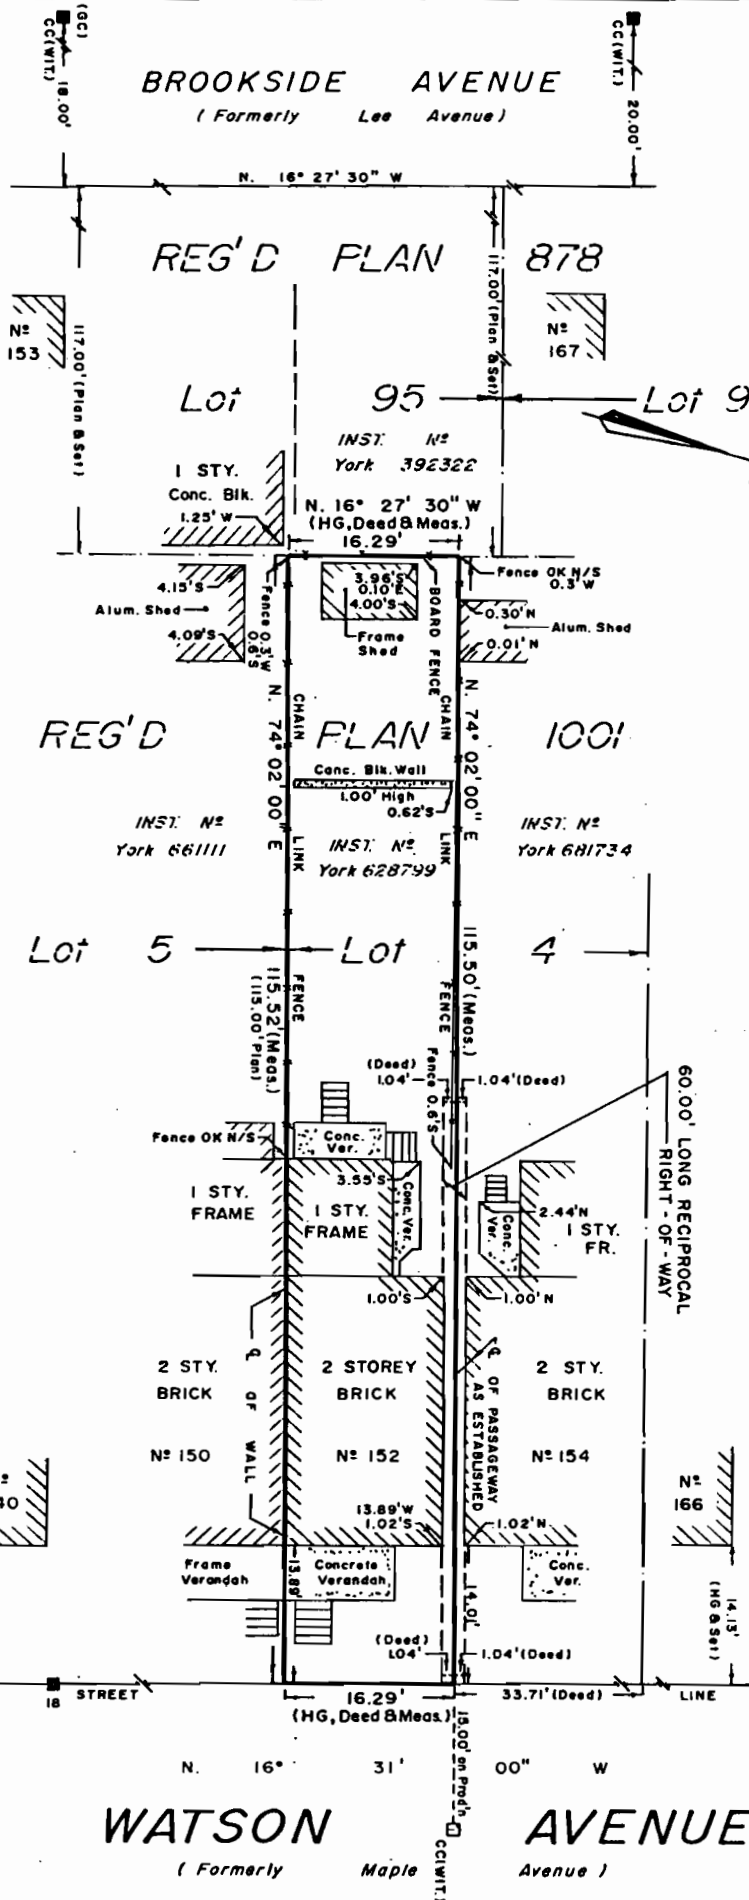 (GC)
CC(WIT.)
18.00'
CC(WIT.)
20.00'
BROOKSIDE AVENUE
( Formerly Lee Avenue )
N. 16° 27' 30" W
REG'D PLAN 878
Nº
153
117.00' (Plan & Set)
117.00' (Plan & Set)
Nº
167
Lot 95
Lot 9
INST. Nº
York 392322
1 STY.
Conc. Blk.
1.25' W
N. 16° 27' 30" W
(HG, Deed & Meas.)
16.29'
4.15'S
Alum. Shed
4.09'S
Fence 0.3'W
0.6'S
3.96'S
0.10'E
4.00'S
Frame
Shed
BOARD FENCE
Fence OK N/S
0.3'W
0.30'N
Alum. Shed
0.01'N
N. 74° 02' 00" E
CHAIN LINK FENCE
CHAIN LINK FENCE
N. 74° 02' 00" E
REG'D PLAN 1001
Conc. Blk. Wall
1.00' High
0.62'S
INST. Nº
York 661111
INST. Nº
York 628799
INST. Nº
York 681734
Lot 5
Lot 4
115.52' (Meas.)
(115.00' Plan)
115.50' (Meas.)
Fence 0.6'S
(Deed)
1.04'
1.04' (Deed)
60.00' LONG RECIPROCAL
RIGHT-OF-WAY
Fence OK N/S
Conc.
Ver.
3.55'S
Conc. Ver.
1 STY.
FRAME
1 STY.
FRAME
2.44'N
Conc.
Ver.
1 STY.
FR.
1.00'S
1.00'N
2 STY.
BRICK
Nº 150
℄ OF WALL
2 STOREY
BRICK
Nº 152
℄ OF PASSAGEWAY
AS ESTABLISHED
2 STY.
BRICK
Nº 154
40
Nº
166
13.89'W
1.02'S
1.02'N
Frame
Verandah
13.89'
Concrete
Verandah
14.01'
Conc.
Ver.
14.13'
(HG & Set)
(Deed)
1.04'
1.04' (Deed)
18
STREET
16.29'
(HG, Deed & Meas.)
33.71' (Deed)
LINE
15.00' on Prod'n
N. 16° 31' 00" W
WATSON AVENUE
( Formerly Maple Avenue )
CC(WIT.)